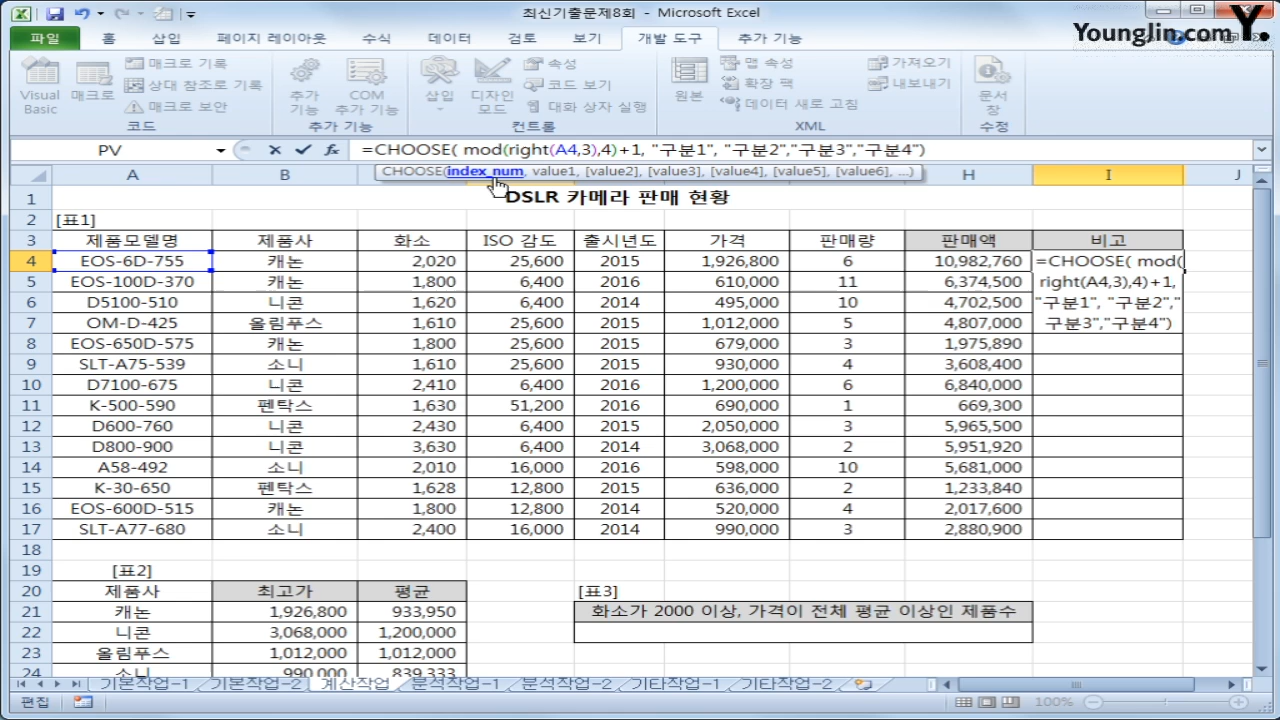 최신기출문제8회 - Microsoft Excel
Younglin.com Y.
파일 홈 삽입 페이지 레이아웃 수식 데이터 검토 보기 개발 도구 추가 기능
Visual Basic
매크로
매크로 기록
상대 참조로 기록
매크로 보안
코드
추가 기능
COM 추가 기능
추가 기능
삽입
디자인 모드
속성
코드 보기
대화 상자 실행
컨트롤
원본
맵 속성
확장 팩
데이터 새로 고침
가져오기
내보내기
XML
문서 창
수정
PV =CHOOSE( mod(right(A4,3),4)+1, "구분1", "구분2","구분3","구분4")
CHOOSE(index_num, value1, [value2], [value3], [value4], [value5], [value6], ...)
A B H I J
1 DSLR 카메라 판매 현황
2 [표1]
3 제품모델명 제품사 화소 ISO 감도 출시년도 가격 판매량 판매액 비고
4 EOS-6D-755 캐논 2,020 25,600 2015 1,926,800 6 10,982,760 =CHOOSE( mod(
5 EOS-100D-370 캐논 1,800 6,400 2016 610,000 11 6,374,500 right(A4,3),4)+1,
6 D5100-510 니콘 1,620 6,400 2014 495,000 10 4,702,500 "구분1", "구분2","
7 OM-D-425 올림푸스 1,610 25,600 2015 1,012,000 5 4,807,000 구분3","구분4")
8 EOS-650D-575 캐논 1,800 25,600 2015 679,000 3 1,975,890
9 SLT-A75-539 소니 1,610 25,600 2015 930,000 4 3,608,400
10 D7100-675 니콘 2,410 6,400 2016 1,200,000 6 6,840,000
11 K-500-590 펜탁스 1,630 51,200 2016 690,000 1 669,300
12 D600-760 니콘 2,430 6,400 2015 2,050,000 3 5,965,500
13 D800-900 니콘 3,630 6,400 2014 3,068,000 2 5,951,920
14 A58-492 소니 2,010 16,000 2016 598,000 10 5,681,000
15 K-30-650 펜탁스 1,628 12,800 2015 636,000 2 1,233,840
16 EOS-600D-515 캐논 1,800 12,800 2014 520,000 4 2,017,600
17 SLT-A77-680 소니 2,400 16,000 2014 990,000 3 2,880,900
18
19 [표2]
20 제품사 최고가 평균 [표3]
21 캐논 1,926,800 933,950 화소가 2000 이상, 가격이 전체 평균 이상인 제품수
22 니콘 3,068,000 1,200,000
23 올림푸스 1,012,000 1,012,000
24 소니 990,000 839,333
기본작업-1 기본작업-2 계산작업 분석작업-1 분석작업-2 기타작업-1 기타작업-2
편집 100%